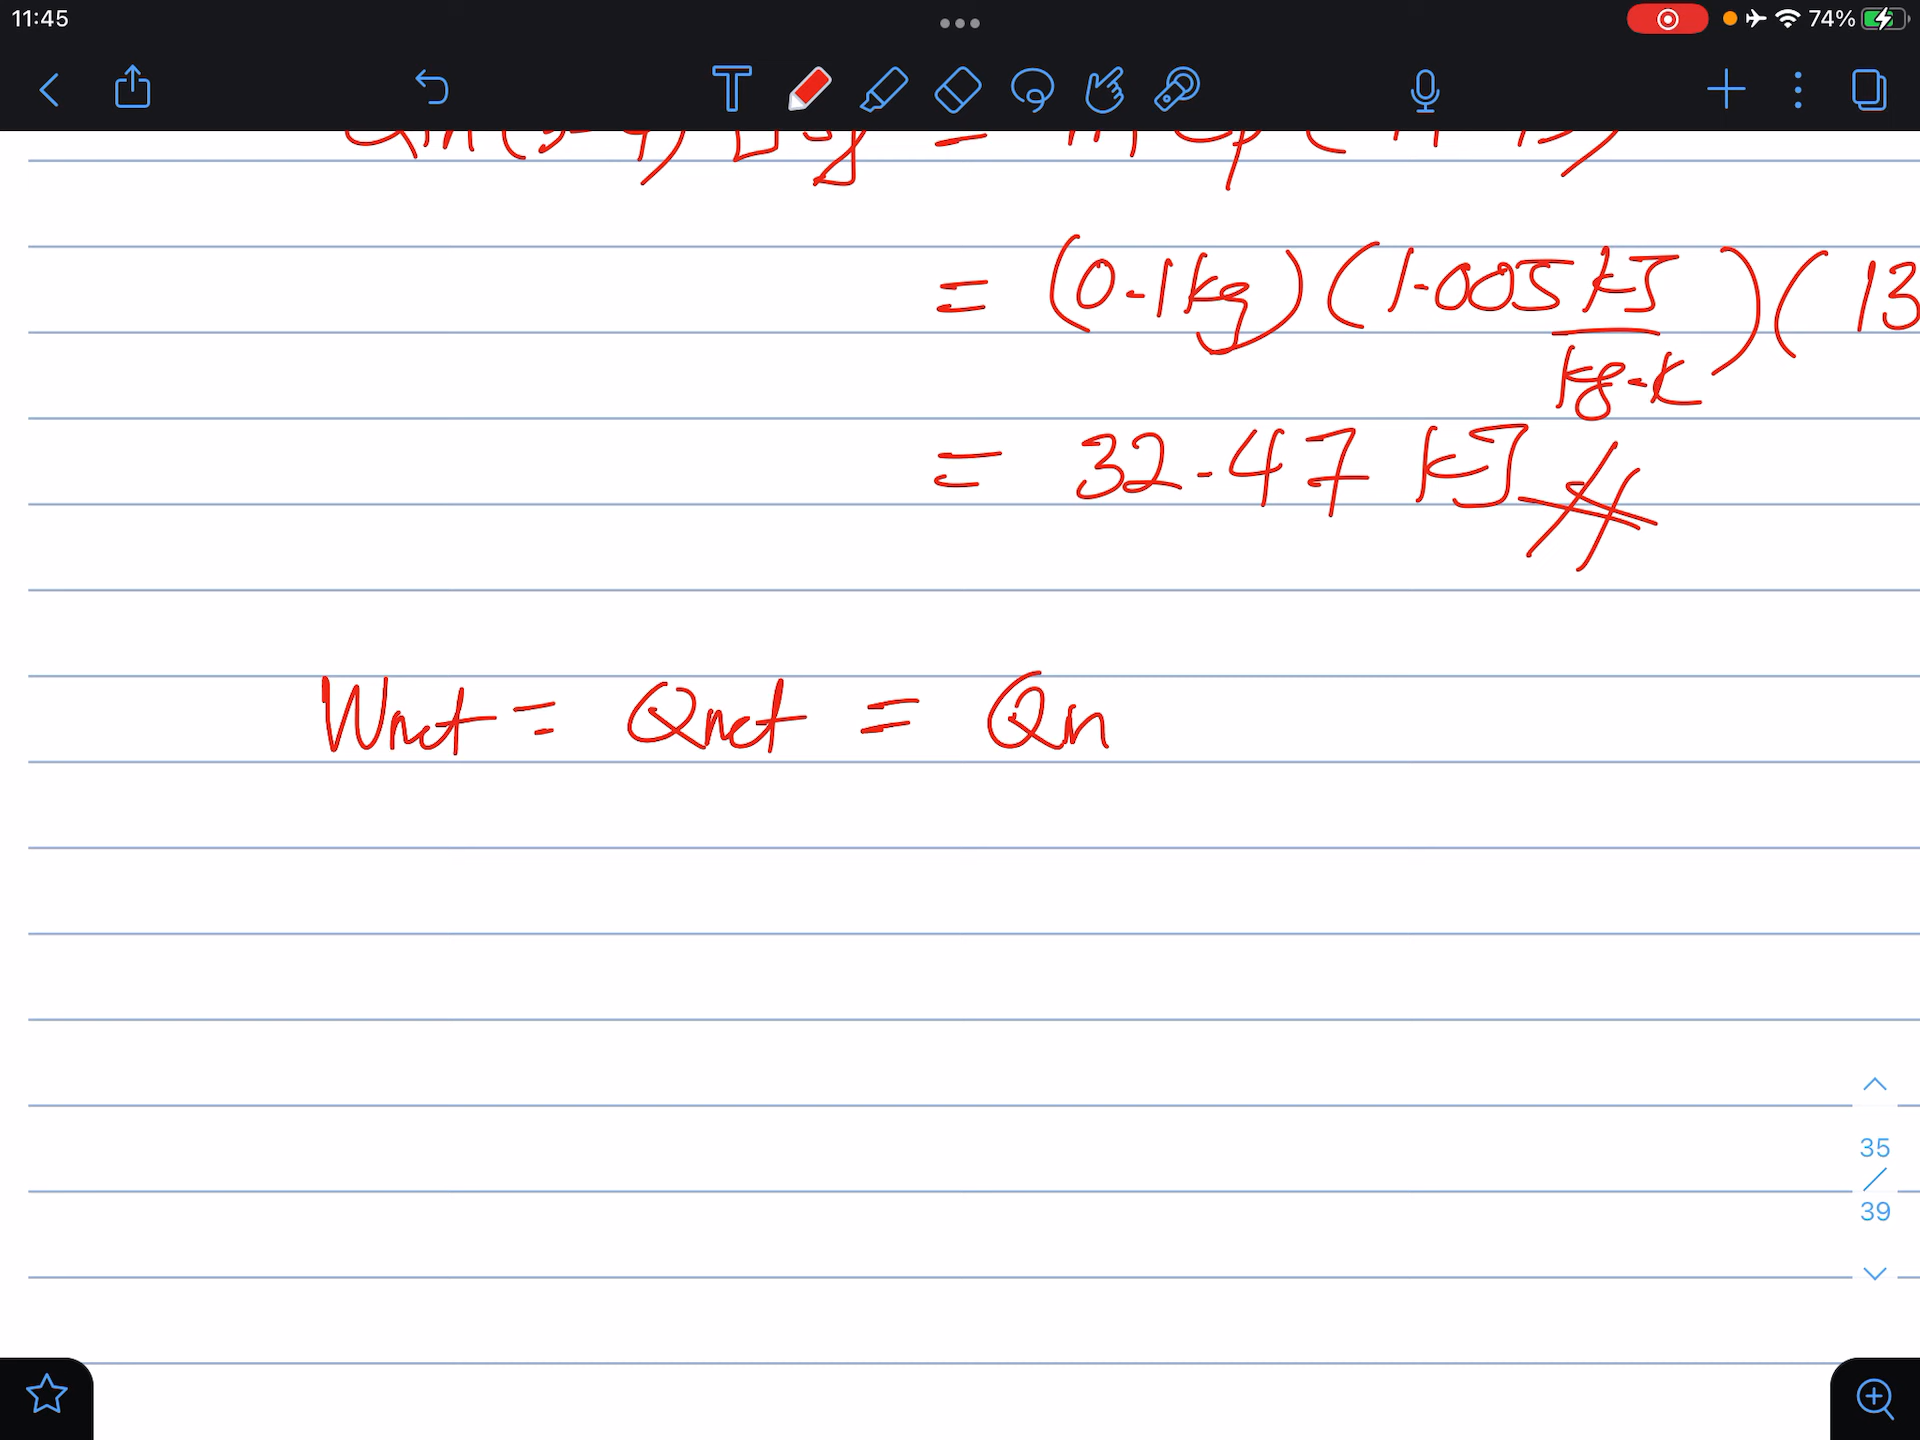 11:45
74%
= (0.1kg) (1.005 kJ/kg-K) (13
= 32.47 kJ
Wnet = Qnet = Qin
35
/
39